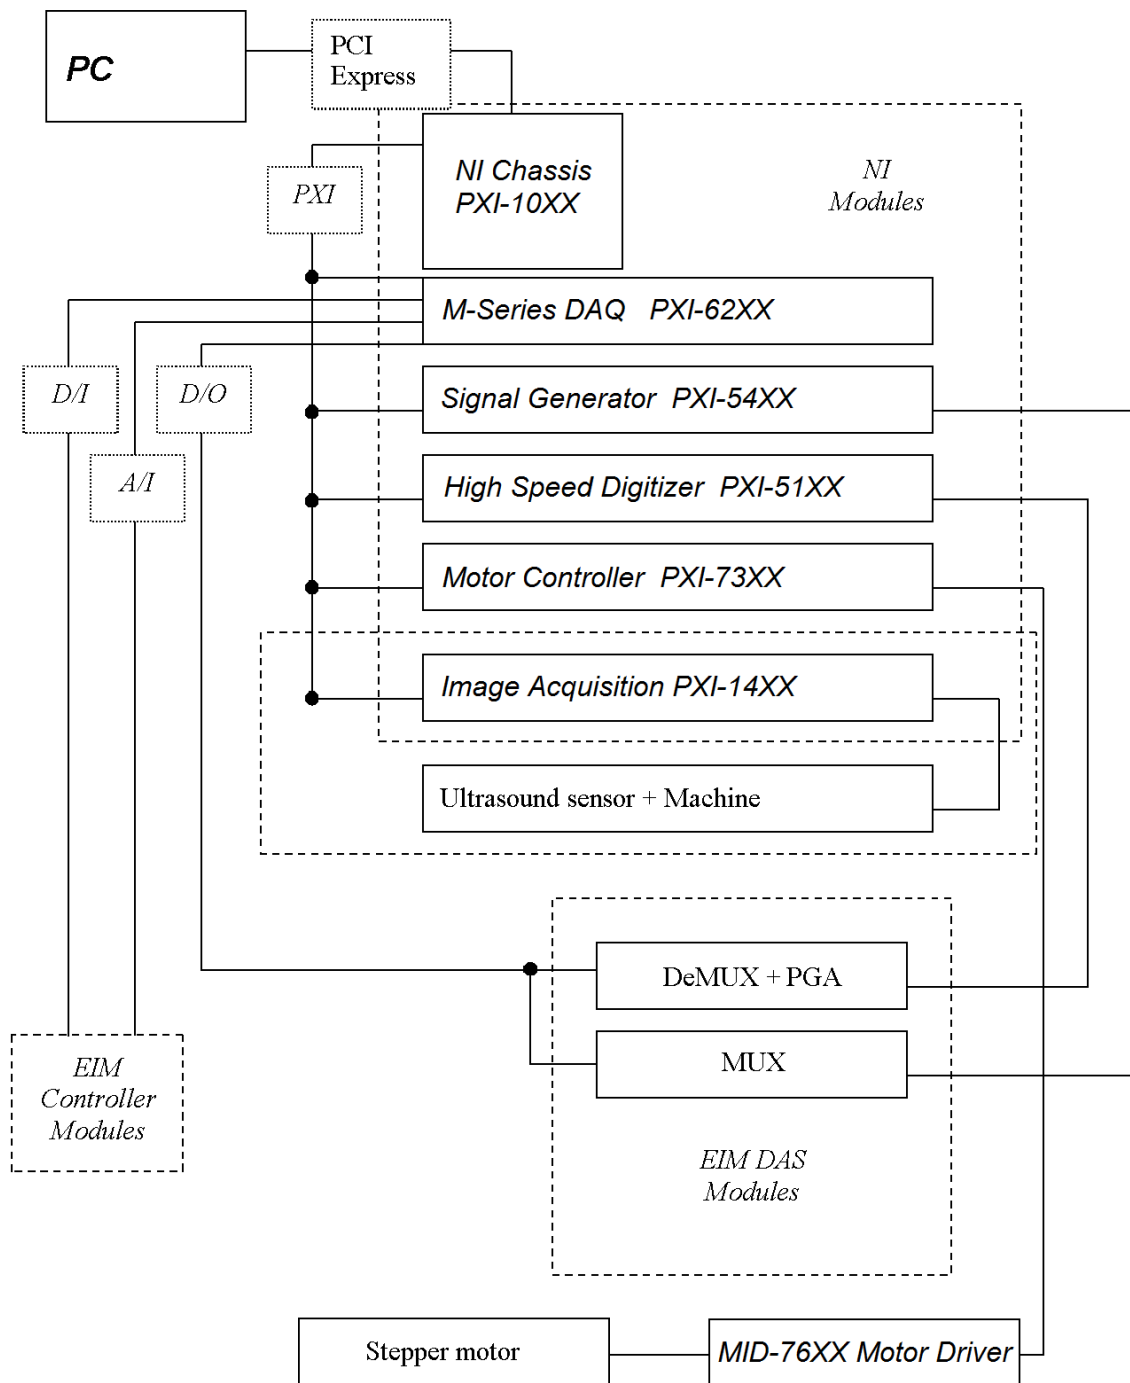 PC
PCI
Express
NI Chassis
PXI-10XX
NI
Modules
PXI
M-Series DAQ PXI-62XX
D/I
D/O
Signal Generator PXI-54XX
A/I
High Speed Digitizer PXI-51XX
Motor Controller PXI-73XX
Image Acquisition PXI-14XX
Ultrasound sensor + Machine
DeMUX + PGA
MUX
EIM
Controller
Modules
EIM DAS
Modules
Stepper motor
MID-76XX Motor Driver